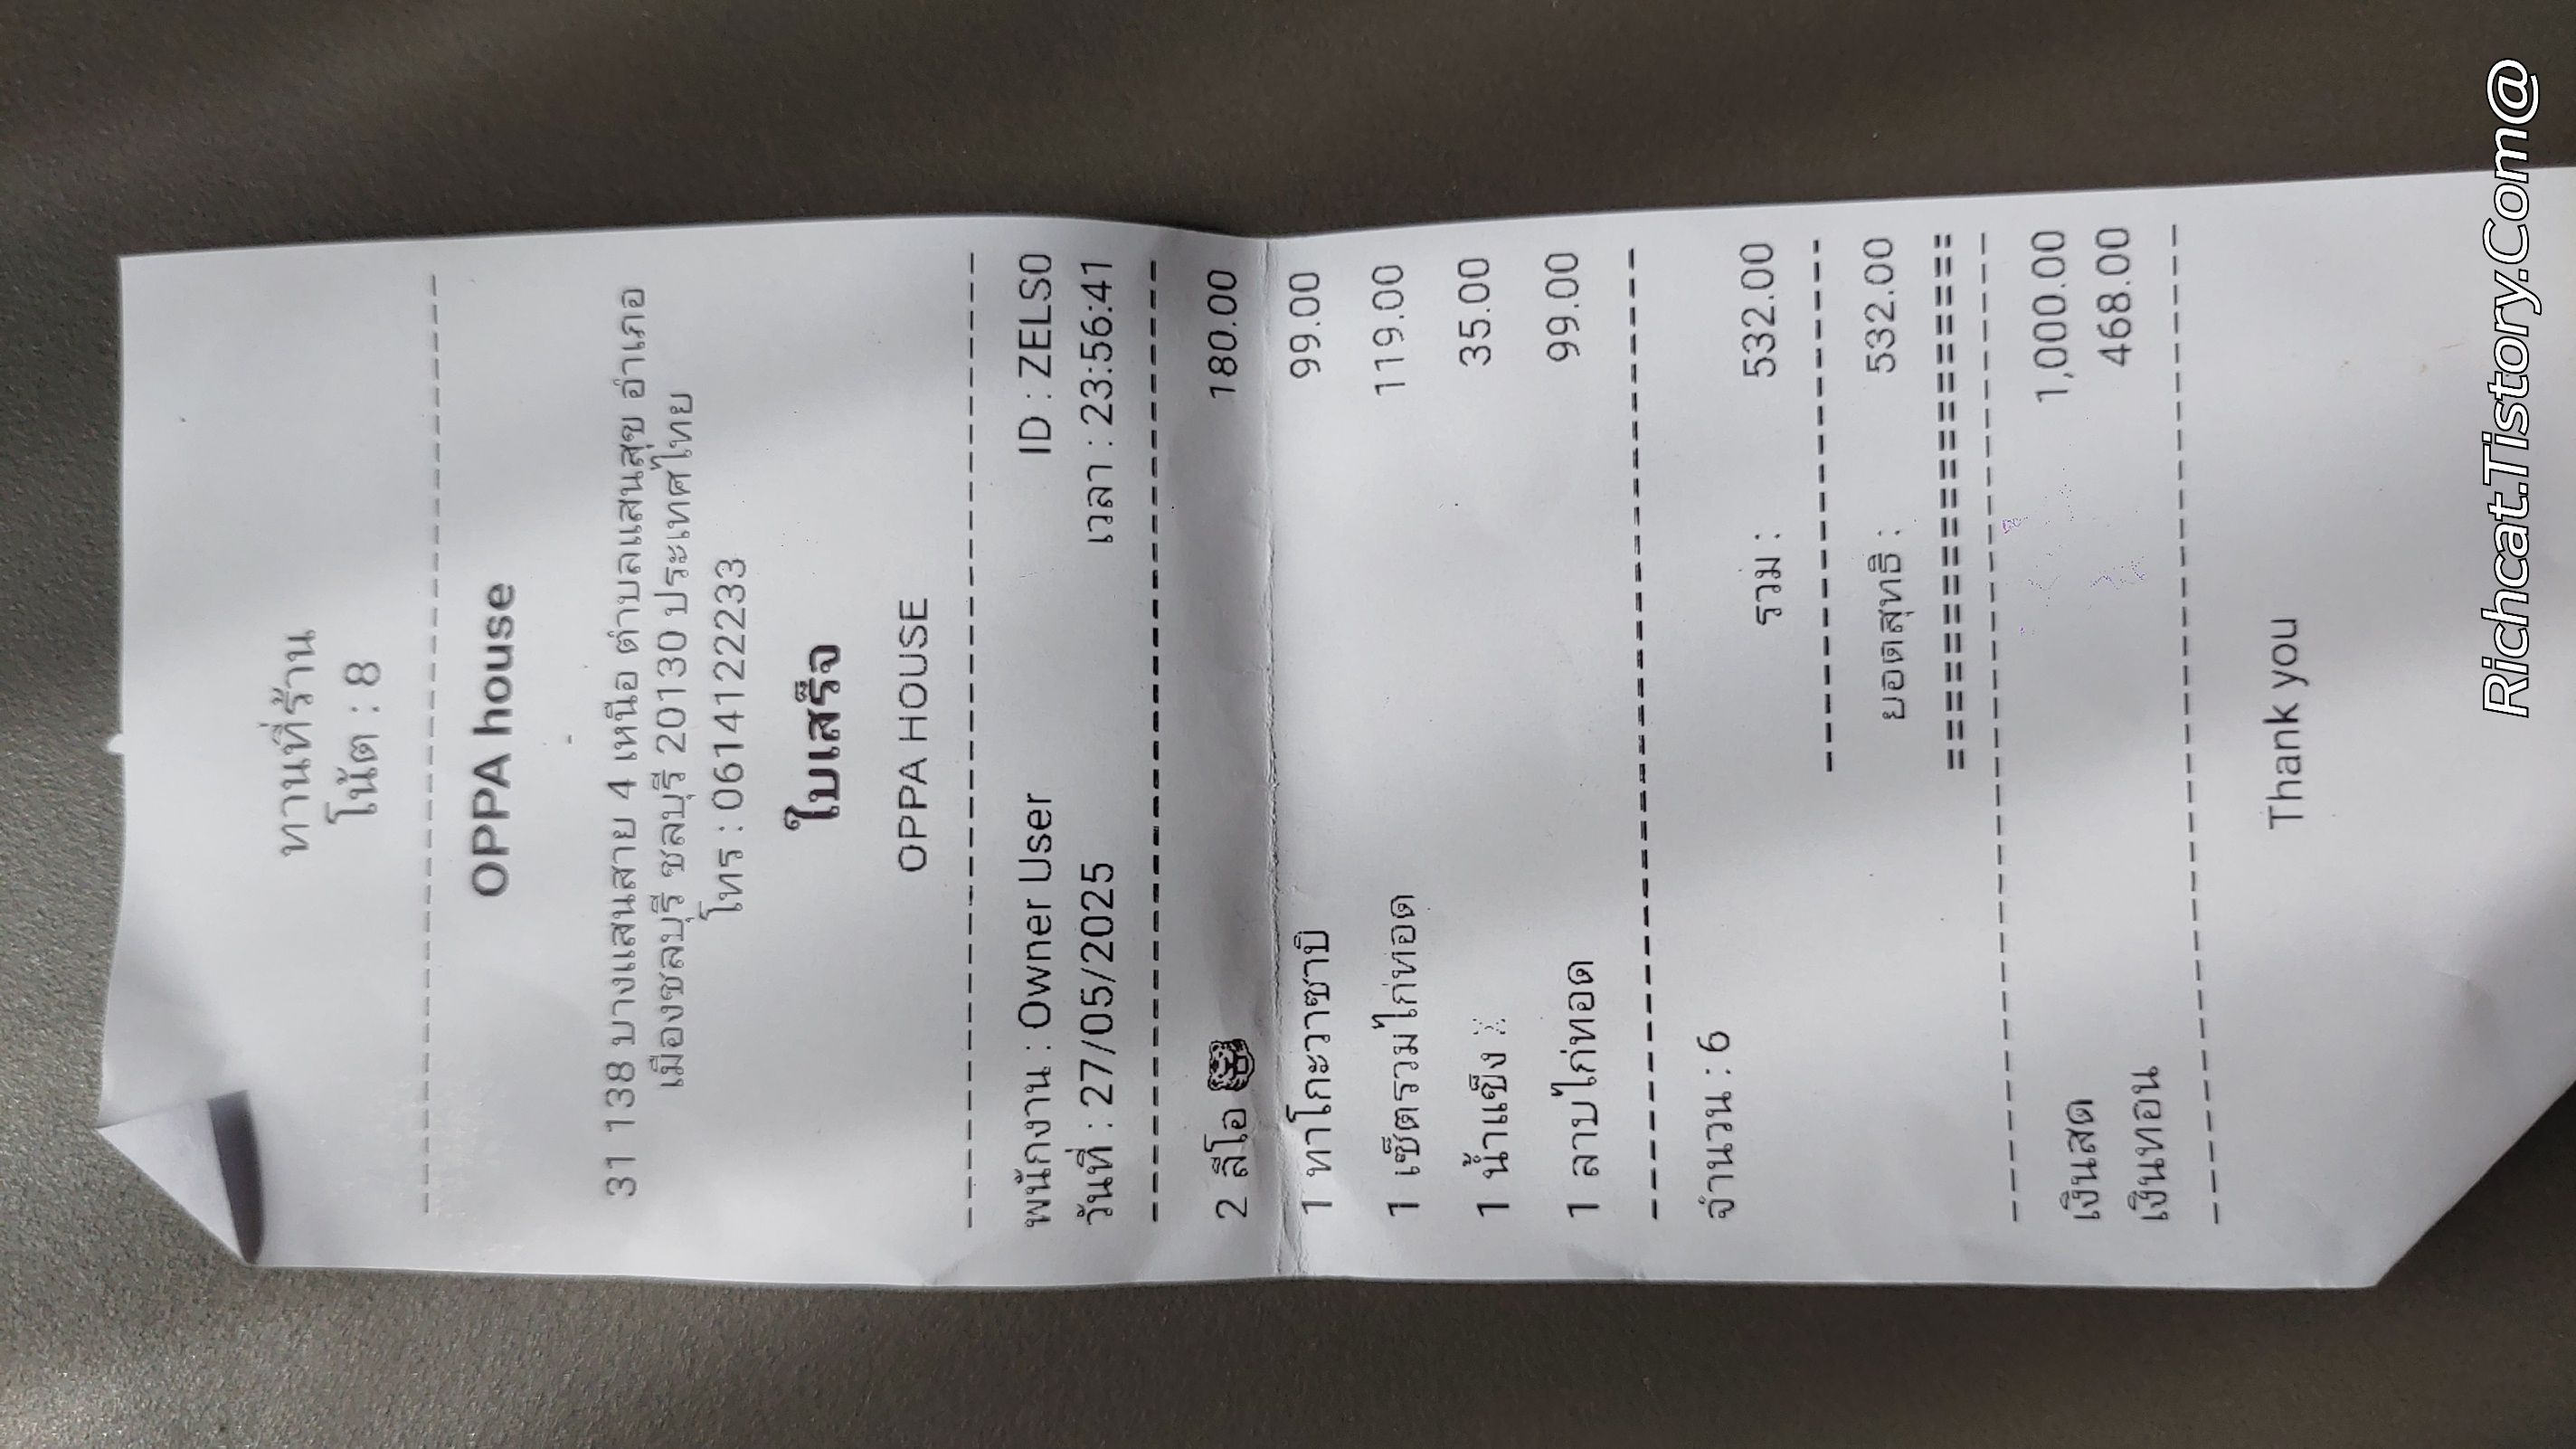 ทานที่ร้าน
โน้ต : 8
OPPA house
-
31 138 บางแสนสาย 4 เหนือ ตำบลแสนสุข อำเภอ
เมืองชลบุรี ชลบุรี 20130 ประเทศไทย
โทร : 0614122233
ใบเสร็จ
OPPA HOUSE
พนักงาน : Owner User ID : ZELS0
วันที่ : 27/05/2025 เวลา : 23:56:41
2 ลีโอ 🐯 180.00
1 ทาโกะวาซาบิ 99.00
1 เซ็ตรวมไก่ทอด 119.00
1 น้ำแข็ง 35.00
1 ลาบไก่ทอด 99.00
จำนวน : 6
รวม : 532.00
ยอดสุทธิ : 532.00
เงินสด 1,000.00
เงินทอน 468.00
Thank you
Richcat.Tistory.Com@